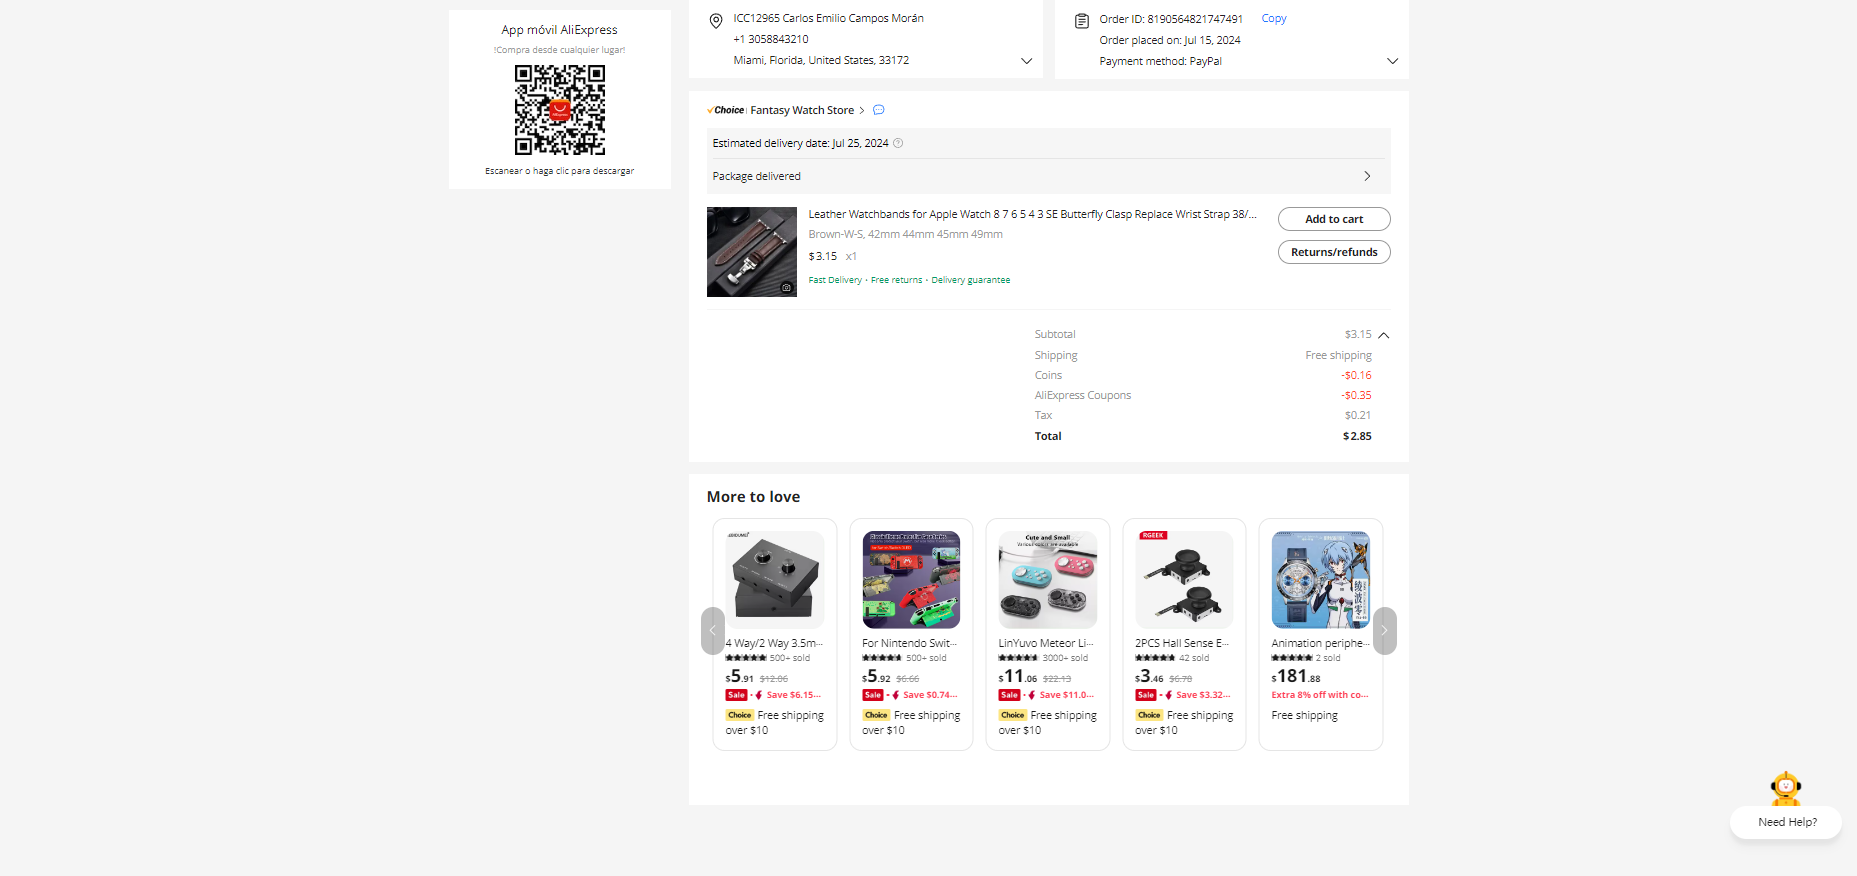 App móvil AliExpress
!Compra desde cualquier lugar!
Escanear o haga clic para descargar
ICC12965 Carlos Emilio Campos Morán
+1 3058843210
Miami, Florida, United States, 33172
Order ID: 8190564821747491 Copy
Order placed on: Jul 15, 2024
Payment method: PayPal
Choice Fantasy Watch Store
Estimated delivery date: Jul 25, 2024
Package delivered
Leather Watchbands for Apple Watch 8 7 6 5 4 3 SE Butterfly Clasp Replace Wrist Strap 38/...
Brown-W-S, 42mm 44mm 45mm 49mm
$3.15 x1
Fast Delivery · Free returns · Delivery guarantee
Add to cart
Returns/refunds
Subtotal $3.15
Shipping Free shipping
Coins -$0.16
AliExpress Coupons -$0.35
Tax $0.21
Total $2.85
More to love
4 Way/2 Way 3.5m...
500+ sold
$5.91 $12.06
Sale Save $6.15...
Choice Free shipping
over $10
For Nintendo Swit...
500+ sold
$5.92 $6.66
Sale Save $0.74...
Choice Free shipping
over $10
Cute and Small
Various colors are available
LinYuvo Meteor Li...
3000+ sold
$11.06 $22.13
Sale Save $11.0...
Choice Free shipping
over $10
RGEEK
2PCS Hall Sense E...
42 sold
$3.46 $6.78
Sale Save $3.32...
Choice Free shipping
over $10
Animation periphe...
2 sold
$181.88
Extra 8% off with co...
Free shipping
Need Help?